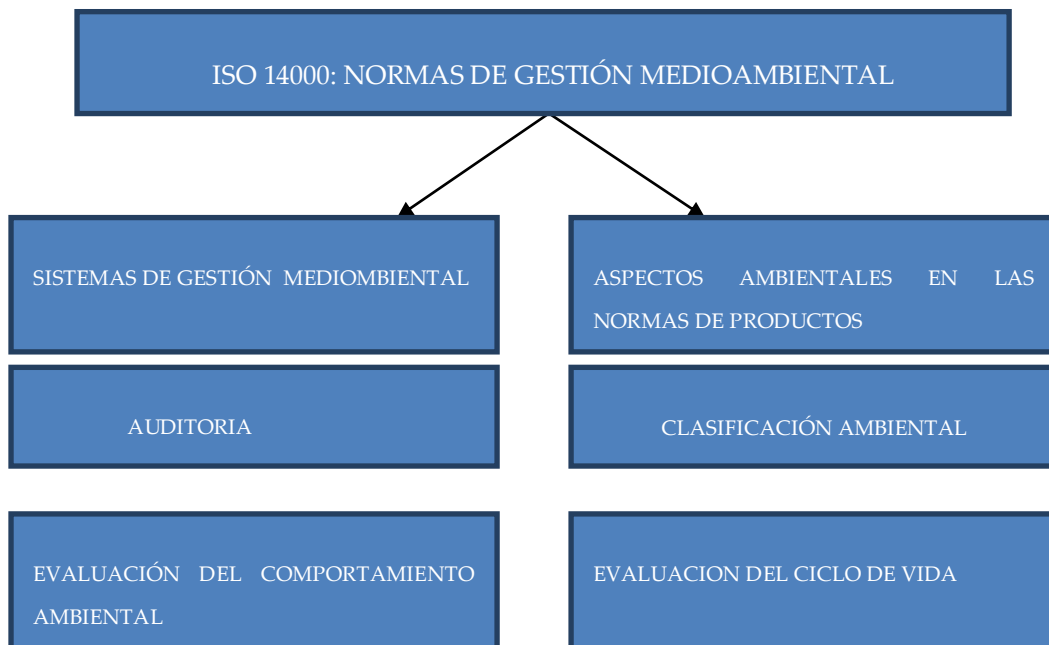 ISO 14000: NORMAS DE GESTIÓN MEDIOAMBIENTAL
SISTEMAS DE GESTIÓN MEDIOMBIENTAL
ASPECTOS AMBIENTALES EN LAS
NORMAS DE PRODUCTOS
AUDITORIA
CLASIFICACIÓN AMBIENTAL
EVALUACIÓN DEL COMPORTAMIENTO
AMBIENTAL
EVALUACION DEL CICLO DE VIDA